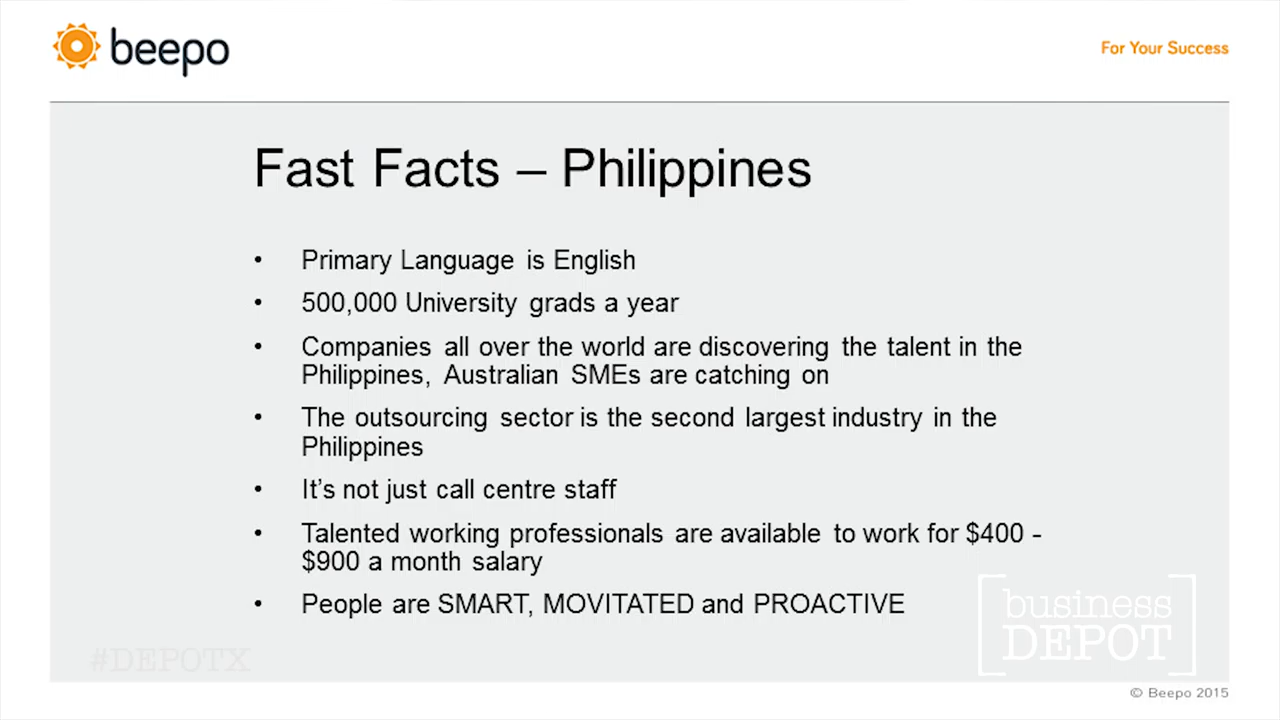 beepo
For Your Success
Fast Facts – Philippines
• Primary Language is English
• 500,000 University grads a year
• Companies all over the world are discovering the talent in the
Philippines, Australian SMEs are catching on
• The outsourcing sector is the second largest industry in the
Philippines
• It's not just call centre staff
• Talented working professionals are available to work for $400 -
$900 a month salary
• People are SMART, MOVITATED and PROACTIVE
business
DEPOT
#DEPOTX
© Beepo 2015